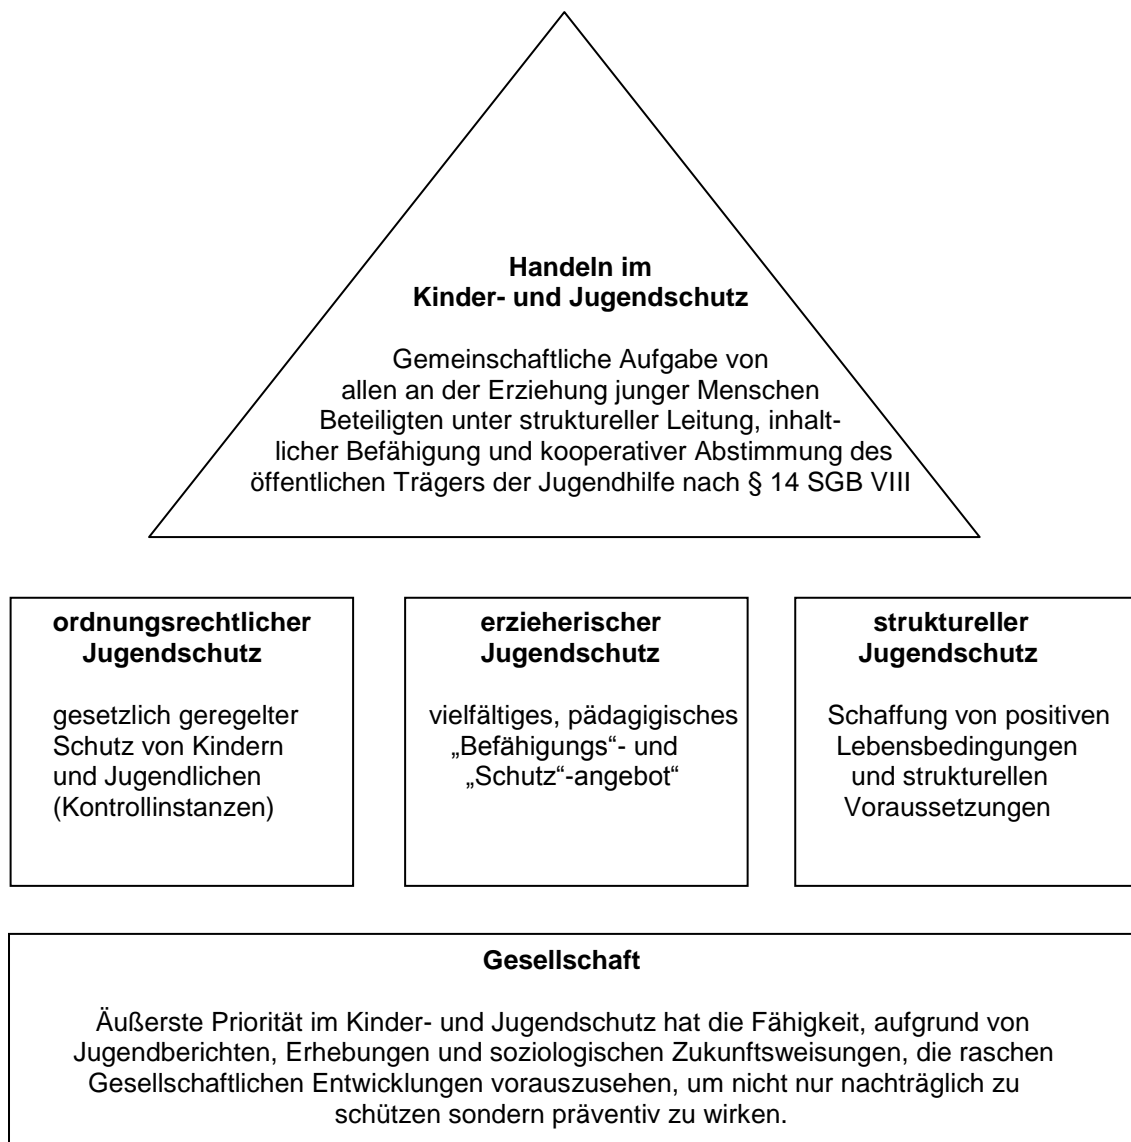 Handeln im
Kinder- und Jugendschutz
Gemeinschaftliche Aufgabe von
allen an der Erziehung junger Menschen
Beteiligten unter struktureller Leitung, inhalt-
licher Befähigung und kooperativer Abstimmung des
öffentlichen Trägers der Jugendhilfe nach § 14 SGB VIII
ordnungsrechtlicher
Jugendschutz
gesetzlich geregelter
Schutz von Kindern
und Jugendlichen
(Kontrollinstanzen)
erzieherischer
Jugendschutz
vielfältiges, pädagigisches
„Befähigungs“- und
„Schutz“-angebot“
struktureller
Jugendschutz
Schaffung von positiven
Lebensbedingungen
und strukturellen
Voraussetzungen
Gesellschaft
Äußerste Priorität im Kinder- und Jugendschutz hat die Fähigkeit, aufgrund von
Jugendberichten, Erhebungen und soziologischen Zukunftsweisungen, die raschen
Gesellschaftlichen Entwicklungen vorauszusehen, um nicht nur nachträglich zu
schützen sondern präventiv zu wirken.